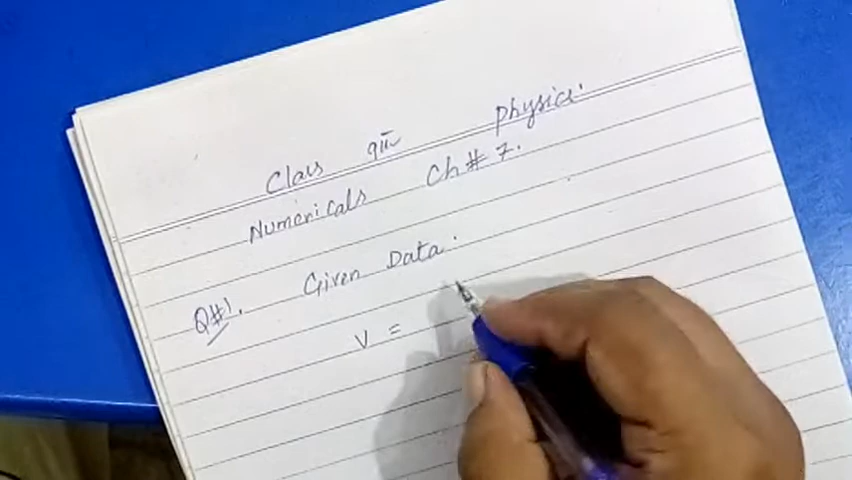 Class 9th Physics.
Numericals Ch # 7.
Q#1. Given Data.
V =